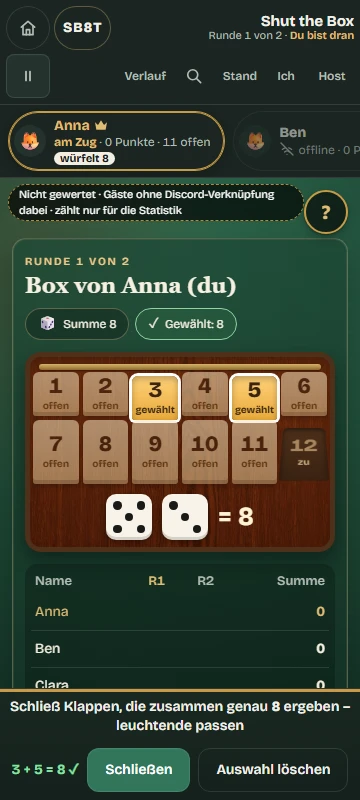 SB8T
Shut the Box
Runde 1 von 2 · Du bist dran
Verlauf Stand Ich Host
Anna
am Zug · 0 Punkte · 11 offen
würfelt 8
Ben
offline · 0 P
Nicht gewertet · Gäste ohne Discord-Verknüpfung
dabei · zählt nur für die Statistik
?
RUNDE 1 VON 2
Box von Anna (du)
Summe 8 ✓ Gewählt: 8
1 2 3 4 5 6
offen offen gewählt offen gewählt offen
7 8 9 10 11 12
offen offen offen offen offen zu
= 8
Name R1 R2 Summe
Anna 0
Ben 0
Clara 0
Schließ Klappen, die zusammen genau 8 ergeben –
leuchtende passen
3 + 5 = 8 ✓ Schließen Auswahl löschen